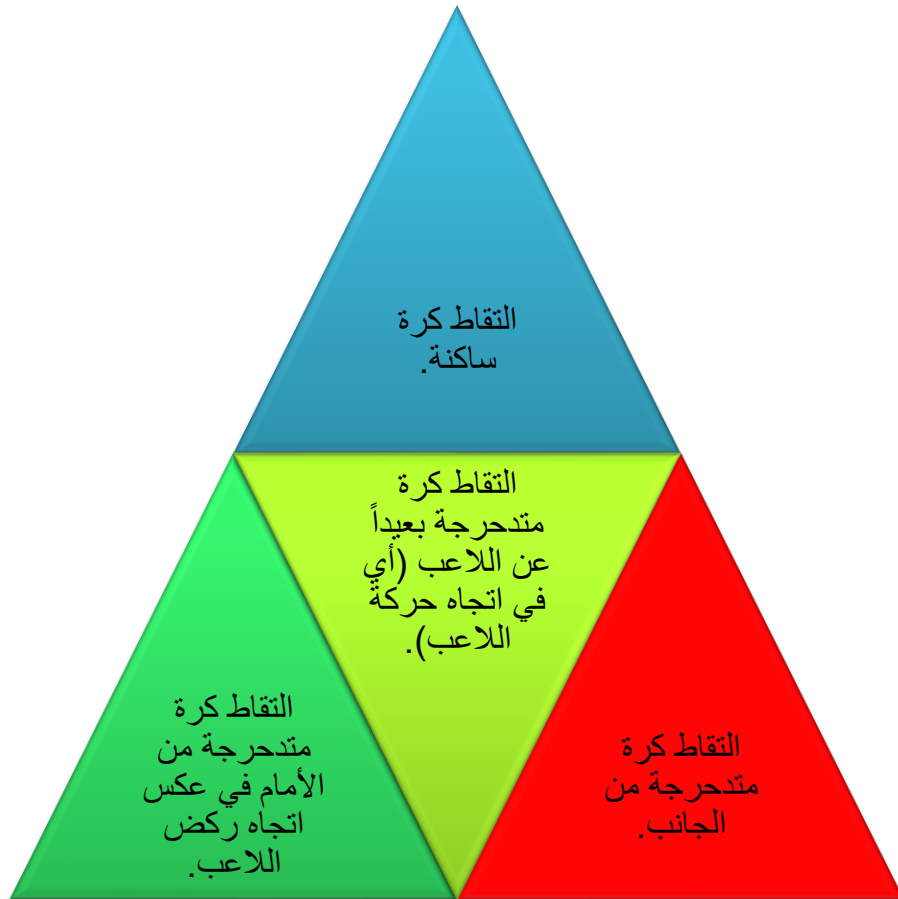 التقاط كرة
ساكنة.
التقاط كرة
متدحرجة بعيداً
عن اللاعب (أي
في اتجاه حركة
اللاعب).
التقاط كرة
متدحرجة من
الجانب.
التقاط كرة
متدحرجة من
الأمام في عكس
اتجاه ركض
اللاعب.